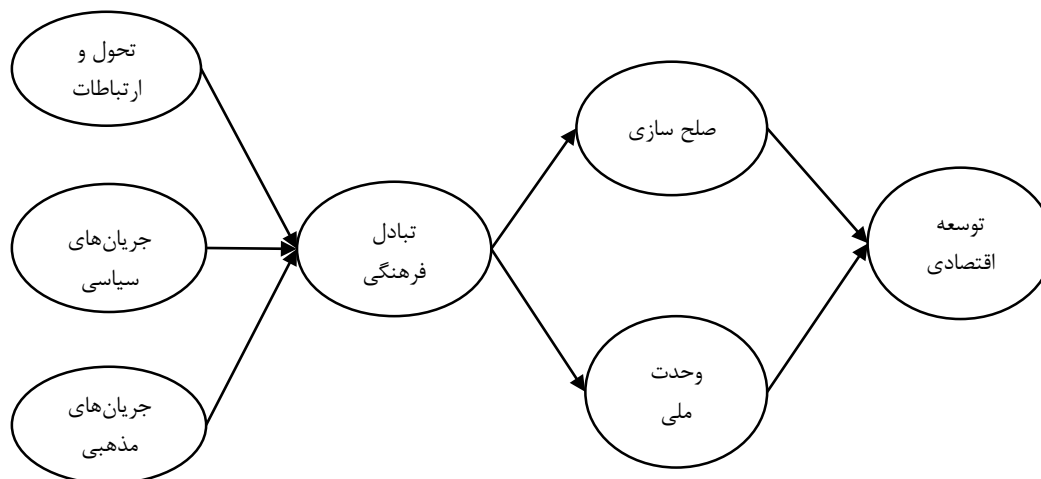 تحول و
ارتباطات
جریان‌های
سیاسی
جریان‌های
مذهبی
تبادل
فرهنگی
صلح سازی
وحدت
ملی
توسعه
اقتصادی